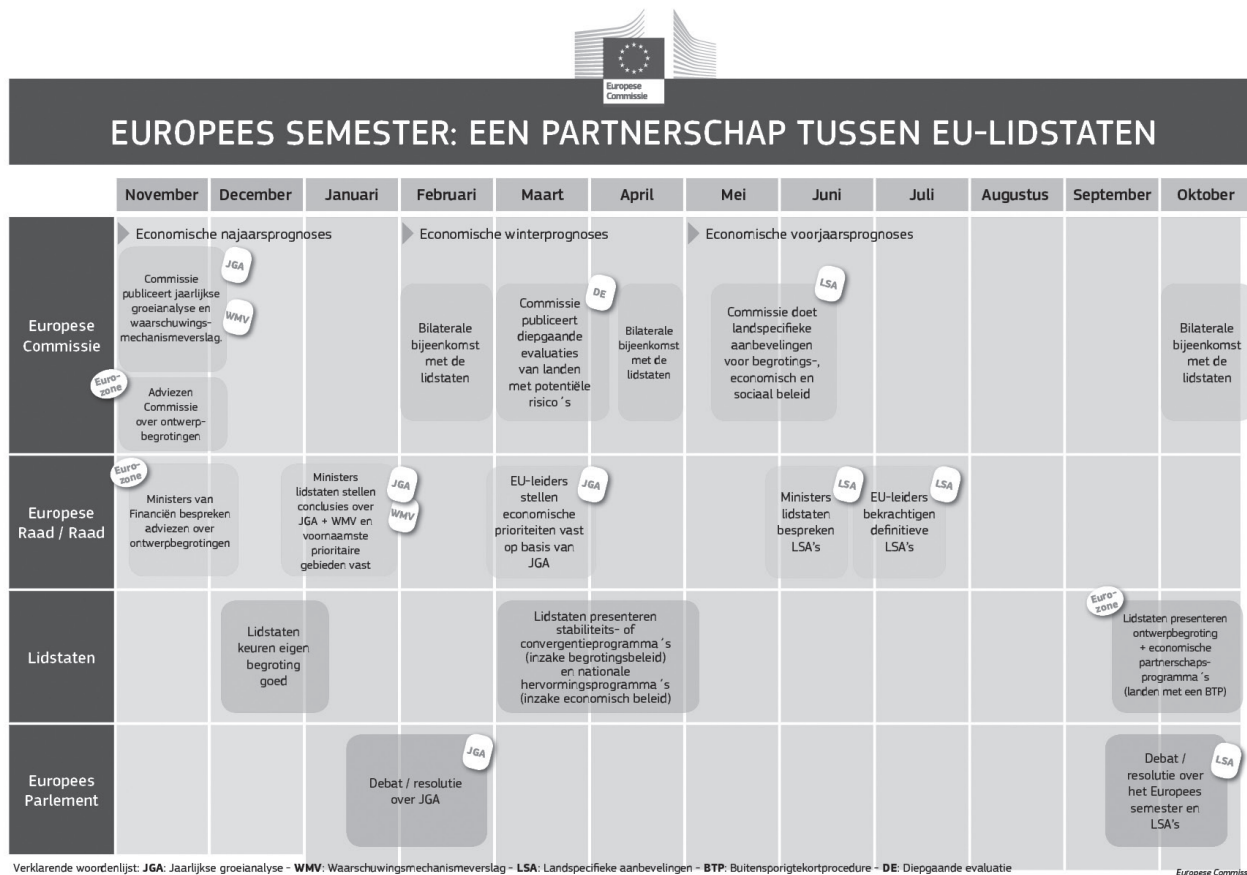 Europese
Commissie
EUROPEES SEMESTER: EEN PARTNERSCHAP TUSSEN EU-LIDSTATEN
November December Januari Februari Maart April Mei Juni Juli Augustus September Oktober
Europese
Commissie
Economische najaarsprognoses
Economische winterprognoses
Economische voorjaarsprognoses
Commissie
publiceert jaarlijkse
groeianalyse en
waarschuwings-
mechanismeverslag.
JGA
WMV
Euro-
zone
Adviezen
Commissie
over ontwerp-
begrotingen
Bilaterale
bijeenkomst
met de
lidstaten
Commissie
publiceert
diepgaande
evaluaties
van landen
met potentiële
risico´s
DE
Bilaterale
bijeenkomst
met de
lidstaten
Commissie doet
landspecifieke
aanbevelingen
voor begrotings-,
economisch en
sociaal beleid
LSA
Bilaterale
bijeenkomst
met de
lidstaten
Europese
Raad / Raad
Euro-
zone
Ministers van
Financiën bespreken
adviezen over
ontwerpbegrotingen
Ministers
lidstaten stellen
conclusies over
JGA + WMV en
voornaamste
prioritaire
gebieden vast
JGA
WMV
EU-leiders
stellen
economische
prioriteiten vast
op basis van
JGA
JGA
Ministers
lidstaten
bespreken
LSA's
LSA
EU-leiders
bekrachtigen
definitieve
LSA's
LSA
Lidstaten
Lidstaten
keuren eigen
begroting
goed
Lidstaten presenteren
stabiliteits- of
convergentieprogramma´s
(inzake begrotingsbeleid)
en nationale
hervormingsprogramma´s
(inzake economisch beleid)
Euro-
zone
Lidstaten presenteren
ontwerpbegroting
+ economische
partnerschaps-
programma´s
(landen met een BTP)
Europees
Parlement
Debat / resolutie
over JGA
JGA
Debat /
resolutie over
het Europees
semester en
LSA's
LSA
Verklarende woordenlijst: JGA: Jaarlijkse groeianalyse - WMV: Waarschuwingsmechanismeverslag - LSA: Landspecifieke aanbevelingen - BTP: Buitensporigtekortprocedure - DE: Diepgaande evaluatie
Europese Commiss